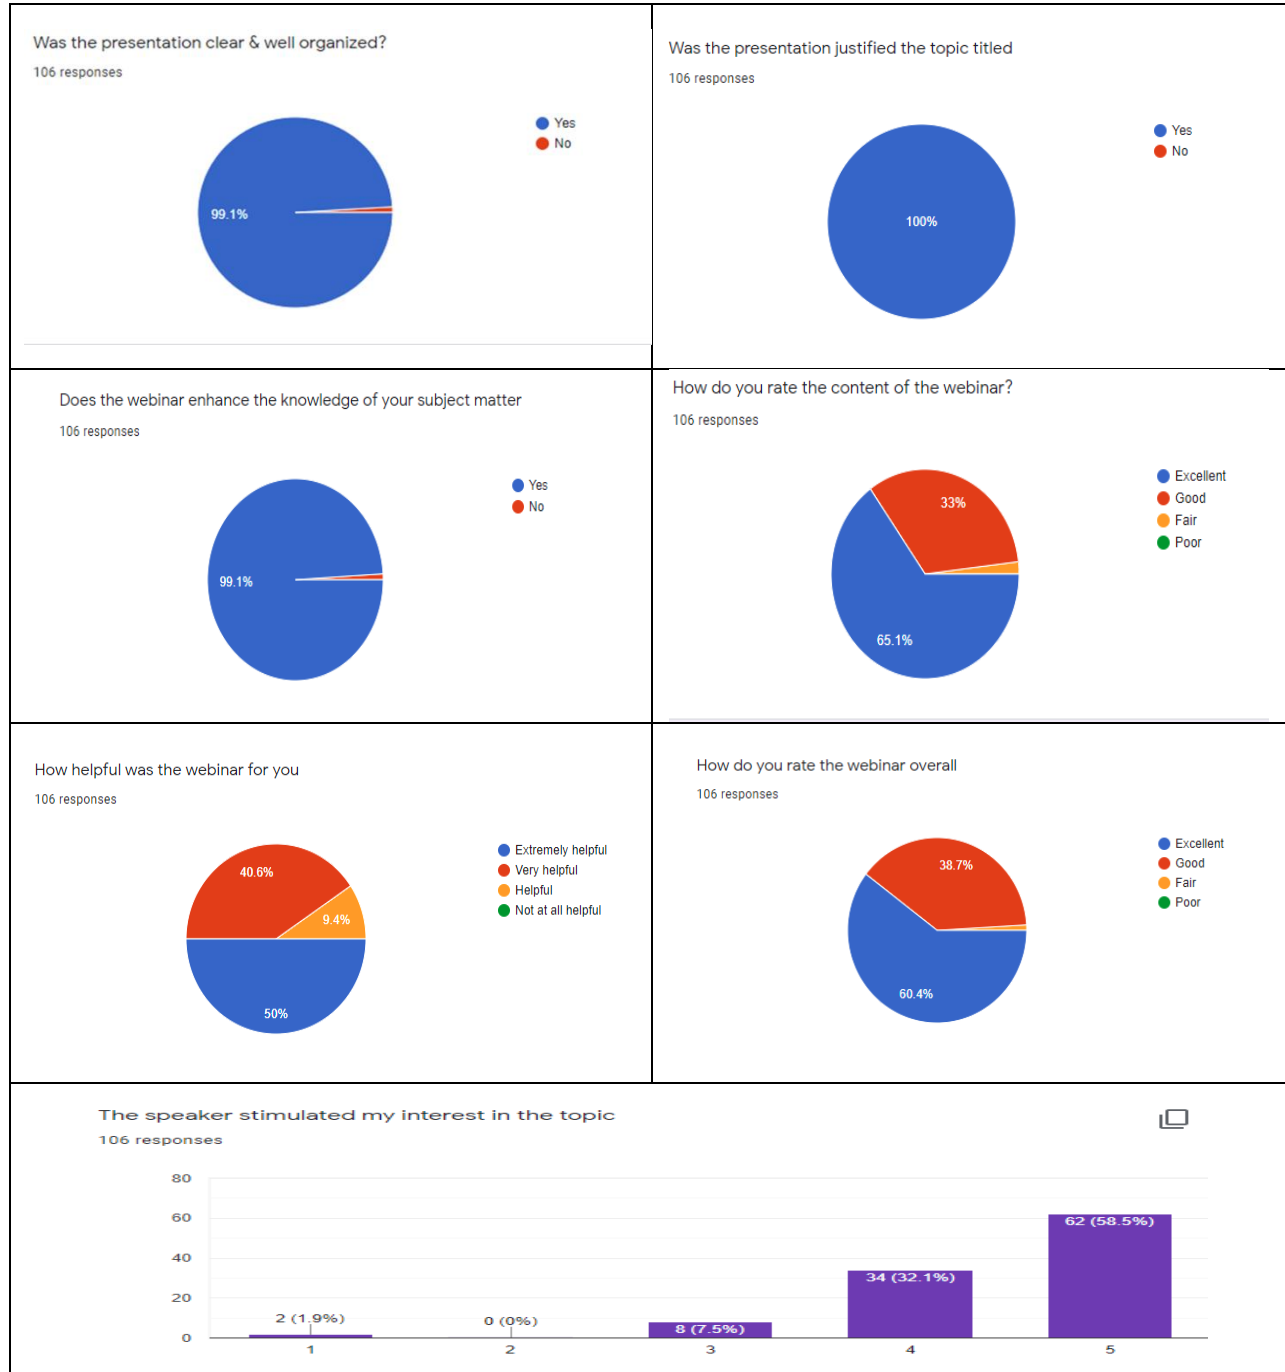 Was the presentation clear & well organized?
106 responses
Yes
No
99.1%
Was the presentation justified the topic titled
106 responses
Yes
No
100%
Does the webinar enhance the knowledge of your subject matter
106 responses
Yes
No
99.1%
How do you rate the content of the webinar?
106 responses
Excellent
Good
Fair
Poor
33%
65.1%
How helpful was the webinar for you
106 responses
Extremely helpful
Very helpful
Helpful
Not at all helpful
40.6%
9.4%
50%
How do you rate the webinar overall
106 responses
Excellent
Good
Fair
Poor
38.7%
60.4%
The speaker stimulated my interest in the topic
106 responses
80
60
40
20
0
2 (1.9%)
0 (0%)
8 (7.5%)
34 (32.1%)
62 (58.5%)
1 2 3 4 5